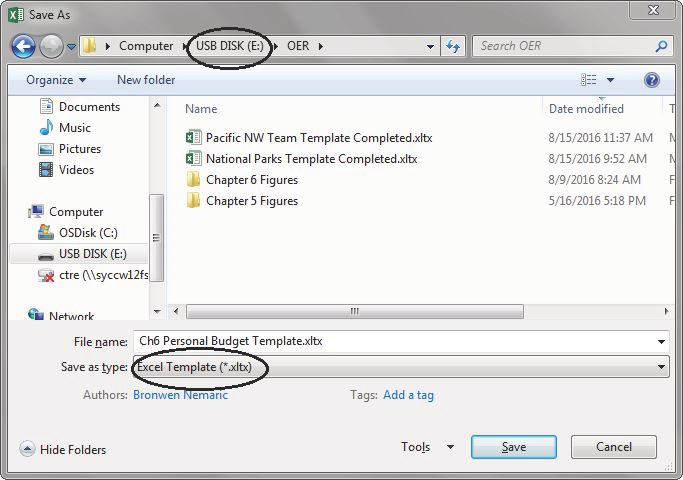 Save As
Computer USB DISK (E:) OER
Search OER
Organize New folder
Documents
Music
Pictures
Videos
Computer
OSDisk (C:)
USB DISK (E:)
ctre (\\syccw12fs
Network
Name Date modified T
Pacific NW Team Template Completed.xltx 8/15/2016 11:37 AM M
National Parks Template Completed.xltx 8/15/2016 9:52 AM M
Chapter 6 Figures 8/9/2016 8:24 AM F
Chapter 5 Figures 5/16/2016 5:18 PM F
File name: Ch6 Personal Budget Template.xltx
Save as type: Excel Template (*.xltx)
Authors: Bronwen Nemaric Tags: Add a tag
Hide Folders Tools Save Cancel